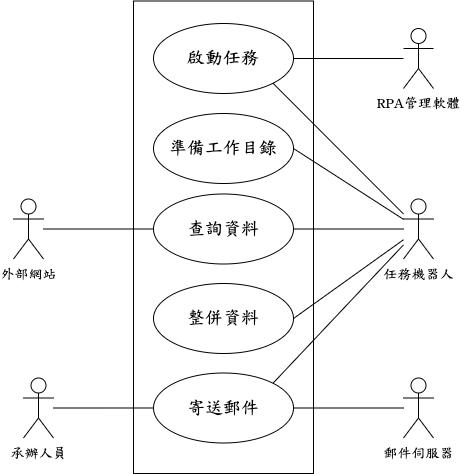 啟動任務
RPA管理軟體
準備工作目錄
查詢資料
外部網站
任務機器人
整併資料
寄送郵件
承辦人員
郵件伺服器